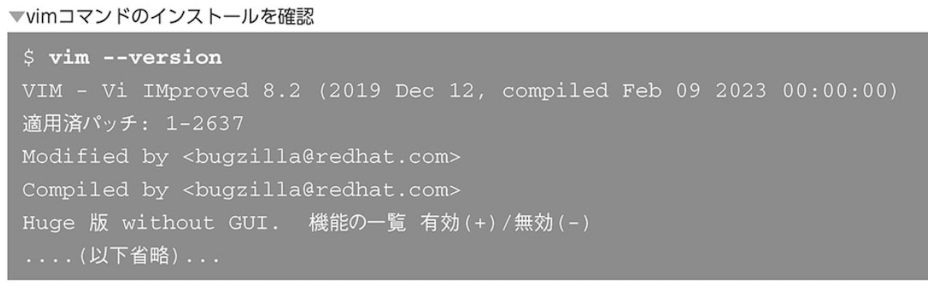 ▼vimコマンドのインストールを確認
$ vim --version
VIM - Vi IMproved 8.2 (2019 Dec 12, compiled Feb 09 2023 00:00:00)
適用済パッチ: 1-2637
Modified by <bugzilla@redhat.com>
Compiled by <bugzilla@redhat.com>
Huge 版 without GUI.  機能の一覧 有効(+)/無効(-)
....(以下省略)...